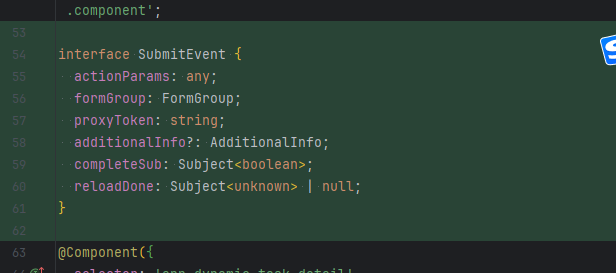 .component';
53
54 interface SubmitEvent {
55 actionParams: any;
56 formGroup: FormGroup;
57 proxyToken: string;
58 additionalInfo?: AdditionalInfo;
59 completeSub: Subject<boolean>;
60 reloadDone: Subject<unknown> | null;
61 }
62
63 @Component({